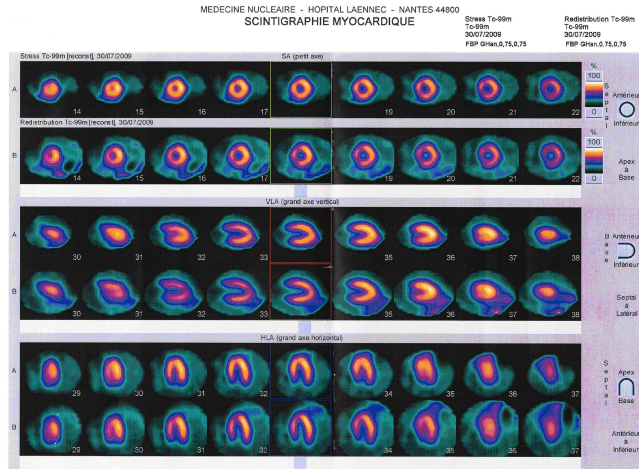 MEDECINE NUCLEAIRE - HOPITAL LAENNEC - NANTES 44800
SCINTIGRAPHIE MYOCARDIQUE
Stress Tc-99m
Tc-99m
30/07/2009
FBP GHan,0,75,0,75
Redistribution Tc-99m
Tc-99m
30/07/2009
FBP GHan,0,75,0,75
Stress Tc-99m [reconst], 30/07/2009
SA (petit axe)
A
14 15 16 17 19 20 21 22
% 100 0
Septal
Antérieur
Inférieur
Redistribution Tc-99m [reconst], 30/07/2009
B
14 15 16 17 19 20 21 22
% 100 0
Apex
à
Base
VLA (grand axe vertical)
A
30 31 32 33 35 36 37 38
Base
Antérieur
Inférieur
B
30 31 32 33 35 36 37 38
Septal
à
Latéral
HLA (grand axe horizontal)
A
29 30 31 32 34 35 36 37
Septal
Apex
Base
B
29 30 31 32 34 35 36 37
Antérieur
à
Inférieur